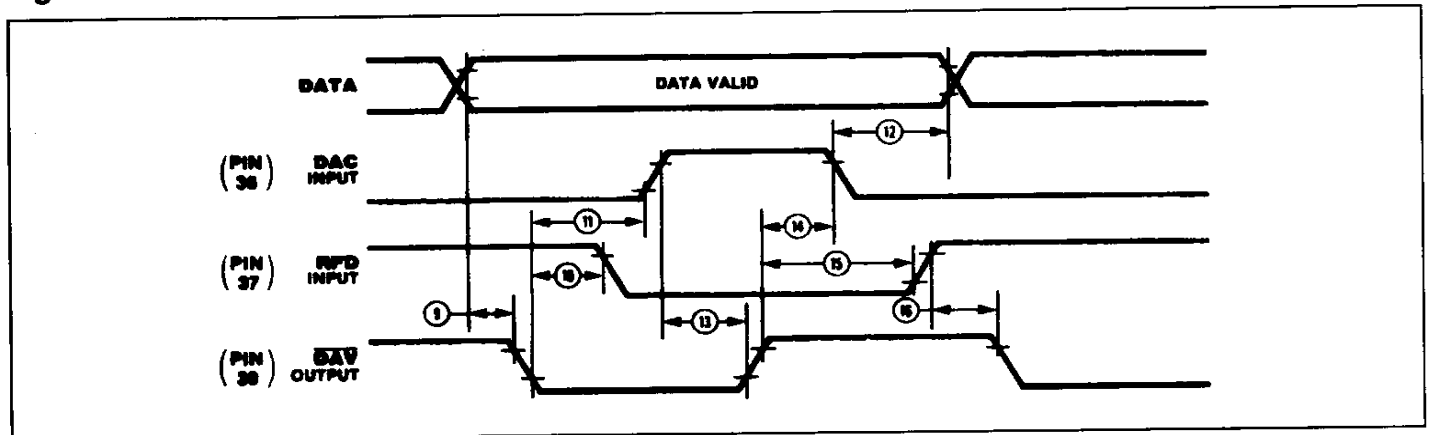 DATA
DATA VALID
12
(PIN 36) DAC INPUT
11
14
(PIN 37) RFD INPUT
10
15
9
13
16
(PIN 38) DAV OUTPUT